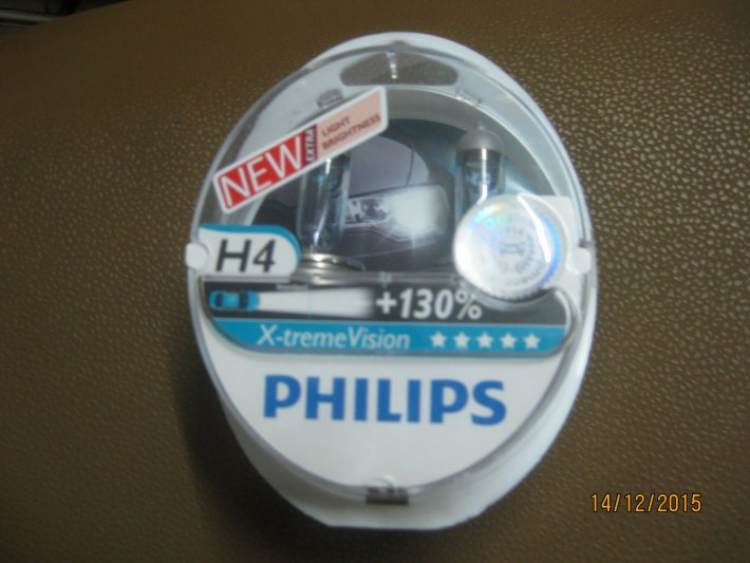 NEW
EXTRA
LIGHT
BRIGHTNESS
H4
+130%
X-tremeVision
PHILIPS
14/12/2015